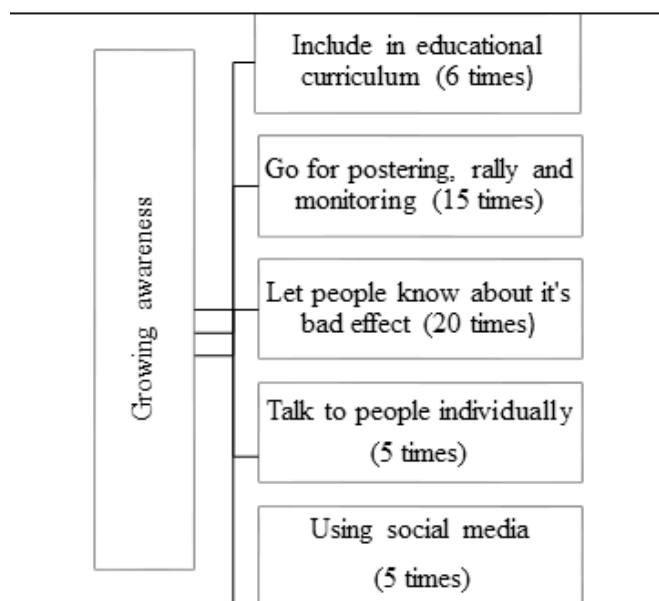 Growing awareness
Include in educational
curriculum (6 times)
Go for postering, rally and
monitoring (15 times)
Let people know about it's
bad effect (20 times)
Talk to people individually
(5 times)
Using social media
(5 times)